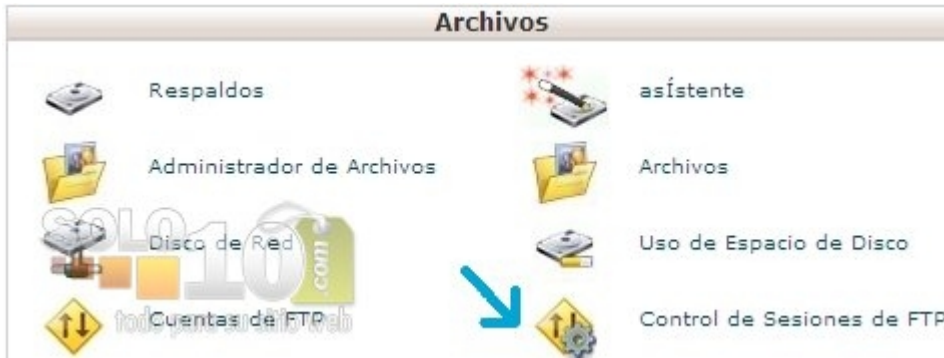 Archivos
Respaldos
asÍstente
Administrador de Archivos
Archivos
Disco de Red
Uso de Espacio de Disco
SOLO10.com
todo para su sitio web
Cuentas de FTP
Control de Sesiones de FTP